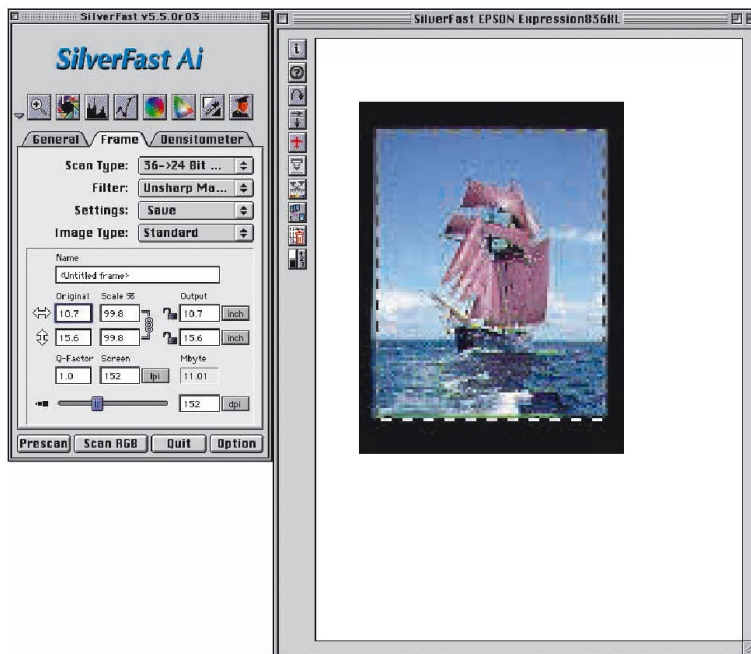 SilverFast v5.5.0r03
SilverFast Ai
General Frame Densitometer
Scan Type: 36->24 Bit ...
Filter: Unsharp Ma...
Settings: Save
Image Type: Standard
Name
<Untitled frame>
Original Scale % Output
10.7 99.8 10.7 inch
15.6 99.8 15.6 inch
Q-Factor Screen Mbyte
1.0 152 lpi 11.01
152 dpi
Prescan Scan RGB Quit Option
SilverFast EPSON Expression836XL